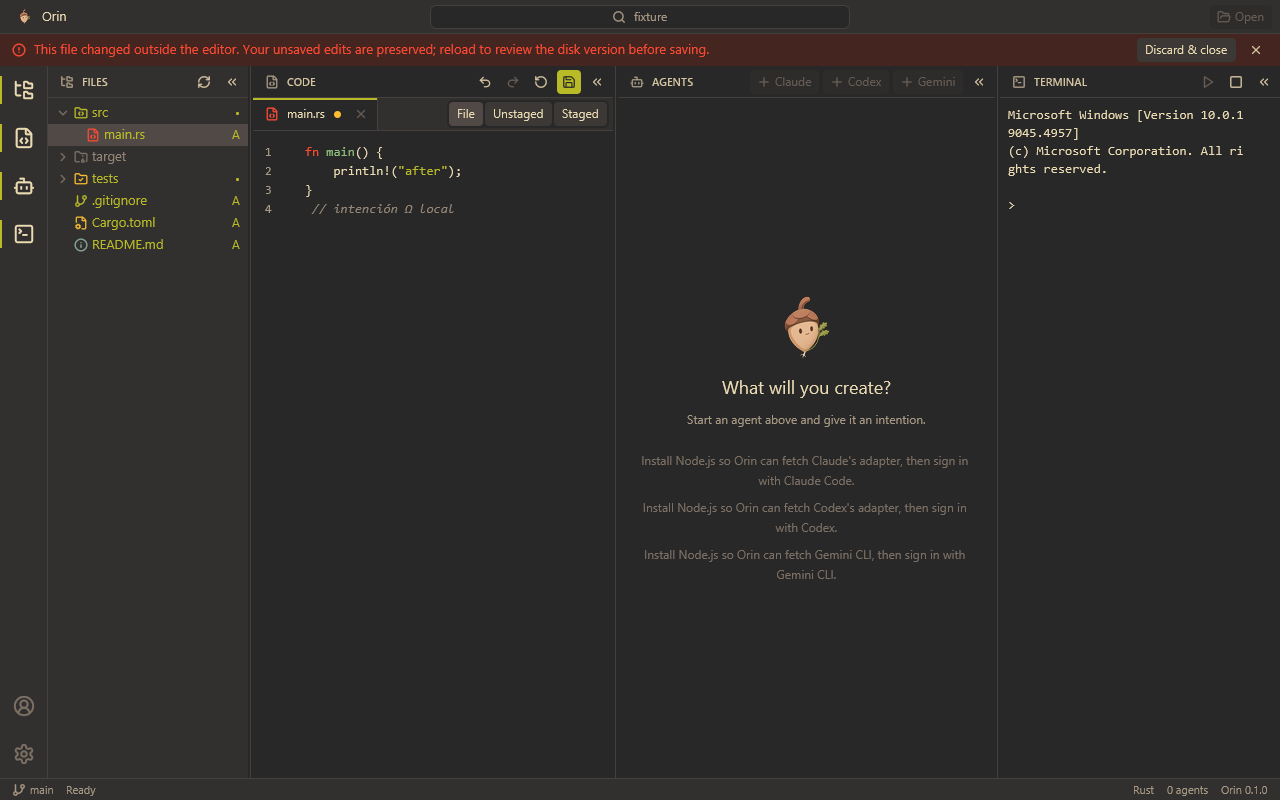 Orin
fixture
Open
This file changed outside the editor. Your unsaved edits are preserved; reload to review the disk version before saving.
Discard & close
FILES
src
main.rs A
target
tests
.gitignore A
Cargo.toml A
README.md A
CODE
main.rs
File Unstaged Staged
1 fn main() {
2 println!("after");
3 }
4 // intención Ω local
AGENTS
+ Claude + Codex + Gemini
What will you create?
Start an agent above and give it an intention.
Install Node.js so Orin can fetch Claude's adapter, then sign in
with Claude Code.
Install Node.js so Orin can fetch Codex's adapter, then sign in
with Codex.
Install Node.js so Orin can fetch Gemini CLI, then sign in with
Gemini CLI.
TERMINAL
Microsoft Windows [Version 10.0.1
9045.4957]
(c) Microsoft Corporation. All ri
ghts reserved.
>
main Ready
Rust 0 agents Orin 0.1.0